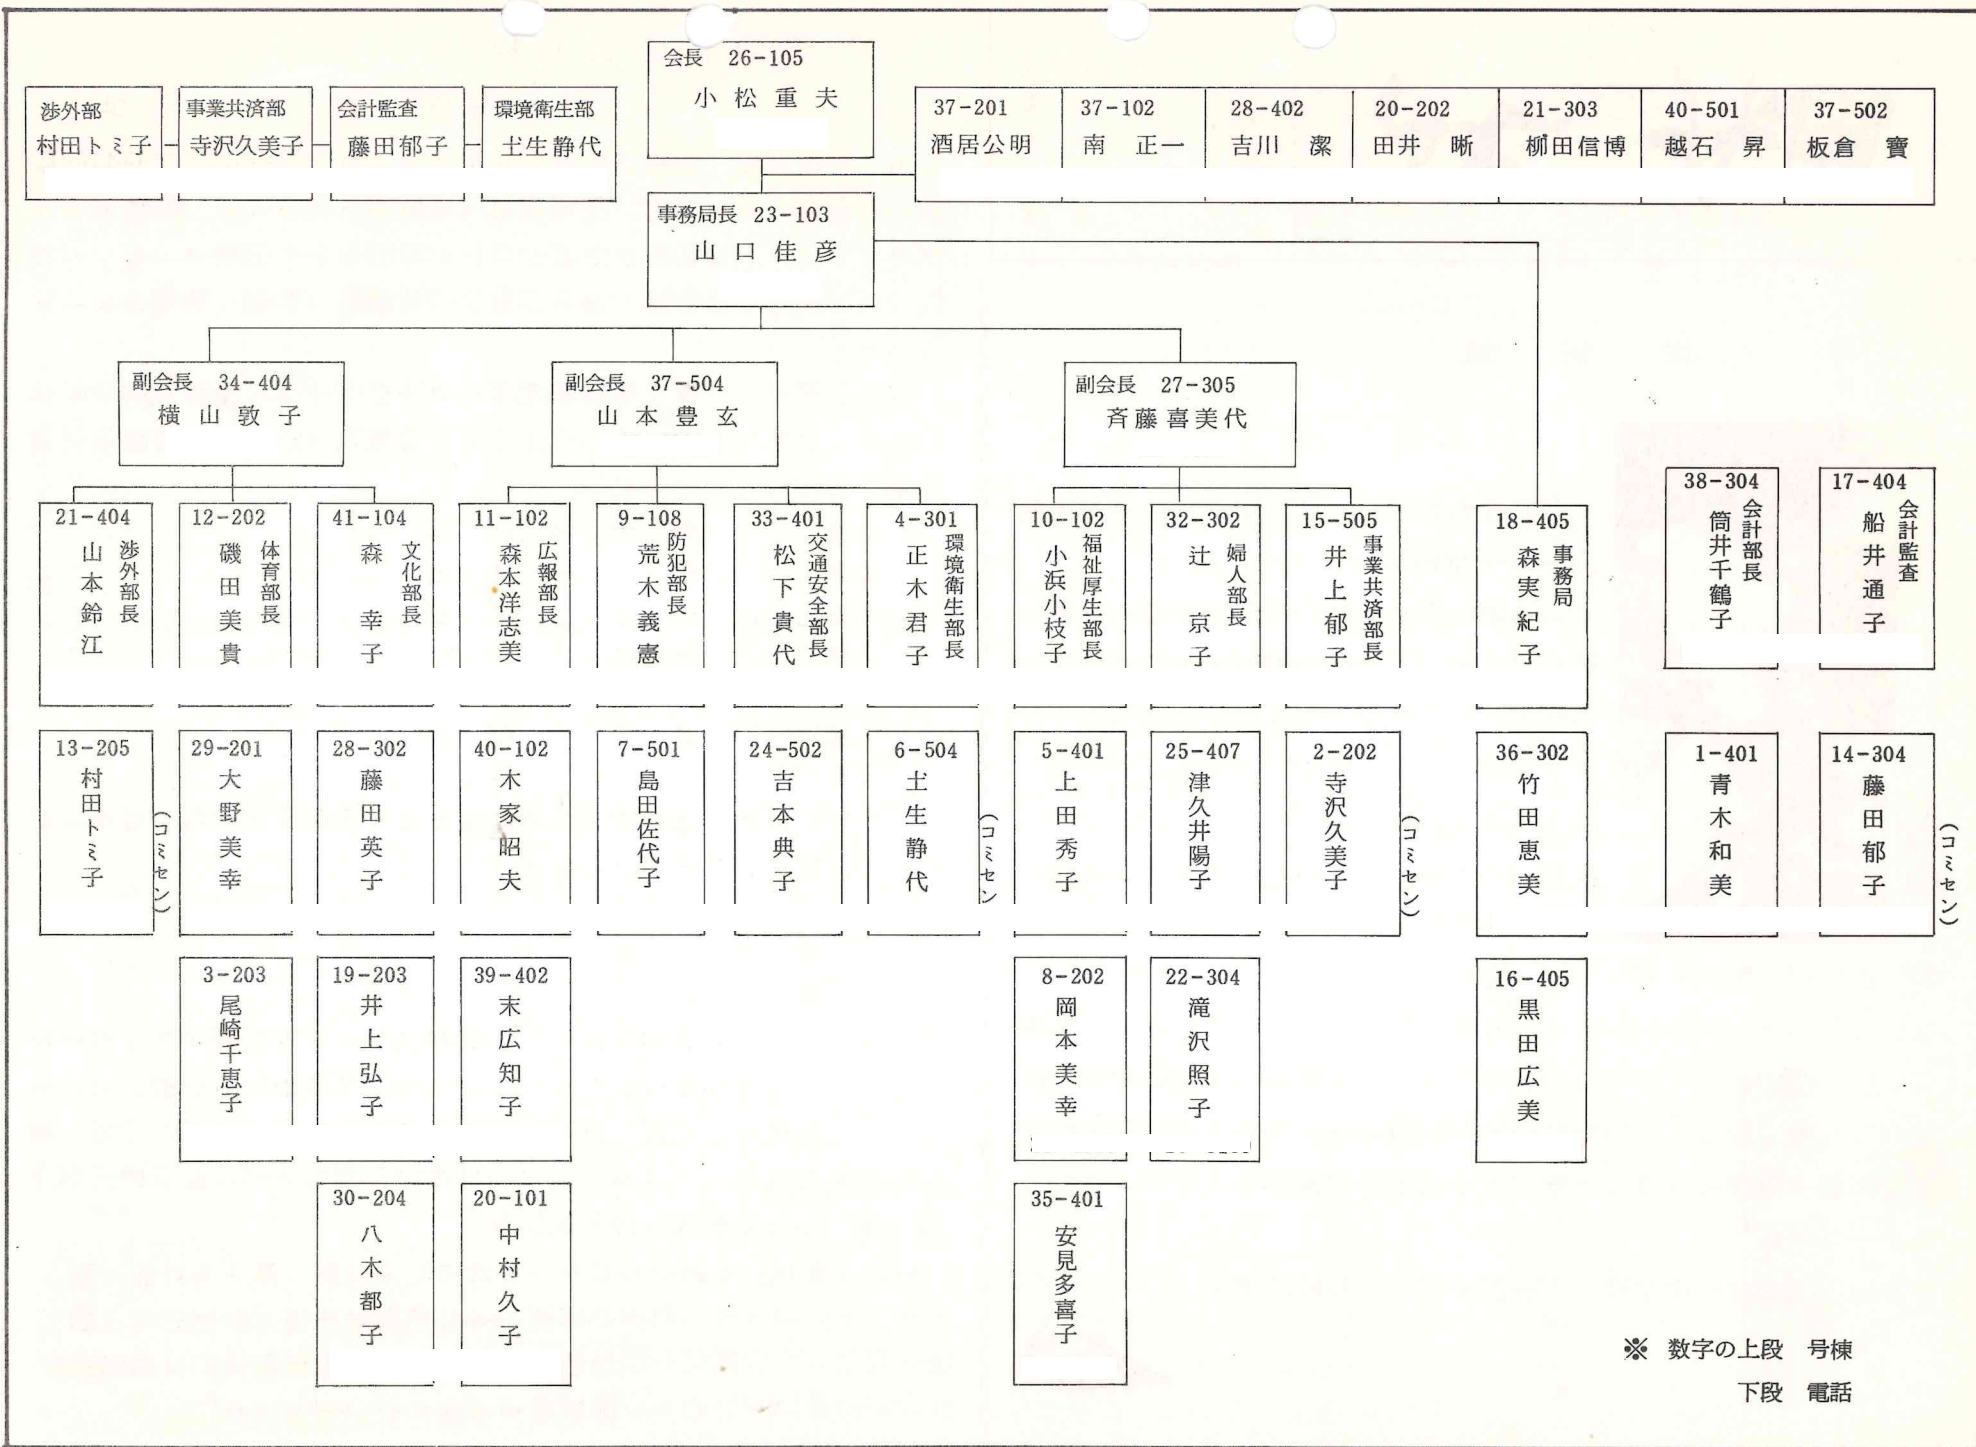 会長 26-105
小松重夫
渉外部
村田トミ子
事業共済部
寺沢久美子
会計監査
藤田郁子
環境衛生部
土生静代
37-201
酒居公明
37-102
南 正一
28-402
吉川 潔
20-202
田井 晰
21-303
柳田信博
40-501
越石 昇
37-502
板倉 寶
事務局長 23-103
山口佳彦
副会長 34-404
横山敦子
副会長 37-504
山本豊玄
副会長 27-305
斉藤喜美代
21-404
渉外部長
山本鈴江
12-202
体育部長
磯田美貴
41-104
文化部長
森 幸子
11-102
広報部長
森本洋志美
9-108
防犯部長
荒木義憲
33-401
交通安全部長
松下貴代
4-301
環境衛生部長
正木君子
10-102
福祉厚生部長
小浜小枝子
32-302
婦人部長
辻 京子
15-505
事業共済部長
井上郁子
18-405
事務局
森実紀子
38-304
会計部長
筒井千鶴子
17-404
会計監査
船井通子
13-205
村田トミ子
(コミセン)
29-201
大野美幸
28-302
藤田英子
40-102
木家昭夫
7-501
島田佐代子
24-502
吉本典子
6-504
土生静代
(コミセン
5-401
上田秀子
25-407
津久井陽子
2-202
寺沢久美子
(コミセン)
36-302
竹田恵美
1-401
青木和美
14-304
藤田郁子
(コミセン)
3-203
尾崎千恵子
19-203
井上弘子
39-402
末広知子
8-202
岡本美幸
22-304
滝沢照子
16-405
黒田広美
30-204
八木都子
20-101
中村久子
35-401
安見多喜子
※ 数字の上段 号棟
下段 電話